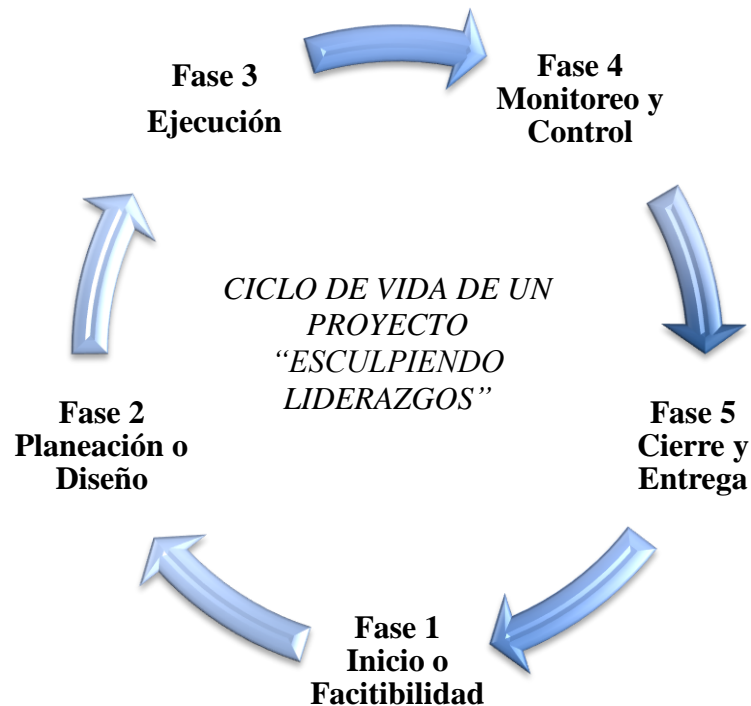 Fase 3
Ejecución
Fase 4
Monitoreo y
Control
CICLO DE VIDA DE UN
PROYECTO
“ESCULPIENDO
LIDERAZGOS”
Fase 2
Planeación o
Diseño
Fase 5
Cierre y
Entrega
Fase 1
Inicio o
Facitibilidad